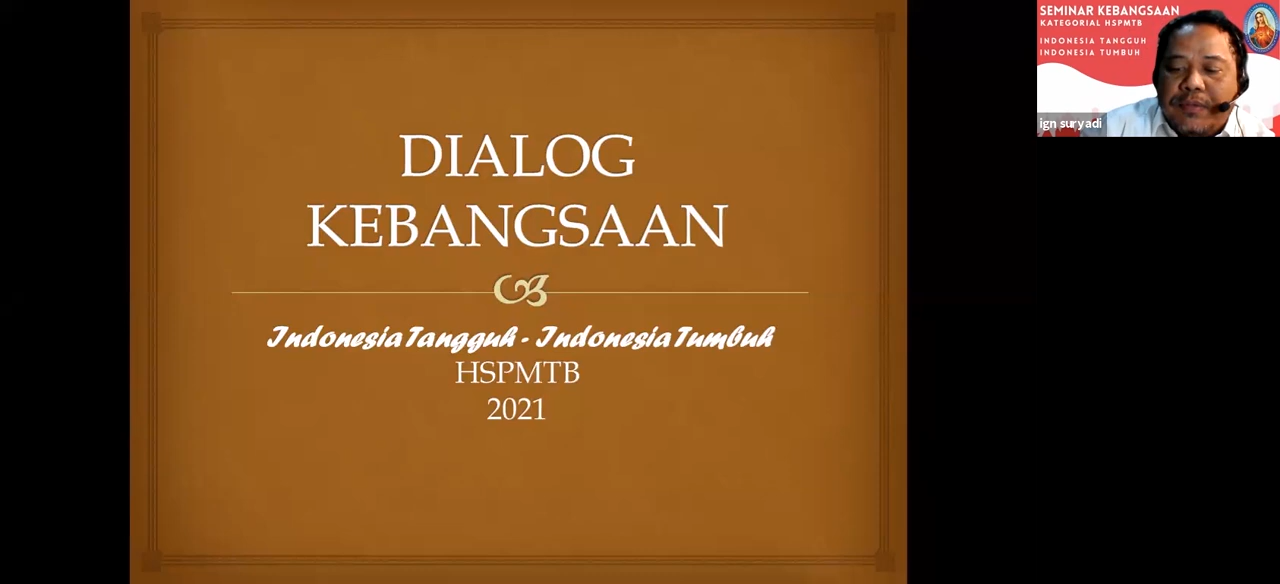 DIALOG
KEBANGSAAN
Indonesia Tangguh - Indonesia Tumbuh
HSPMTB
2021
SEMINAR KEBANGSAAN
KATEGORIAL HSPMTB
INDONESIA TANGGUH
INDONESIA TUMBUH
ign suryadi